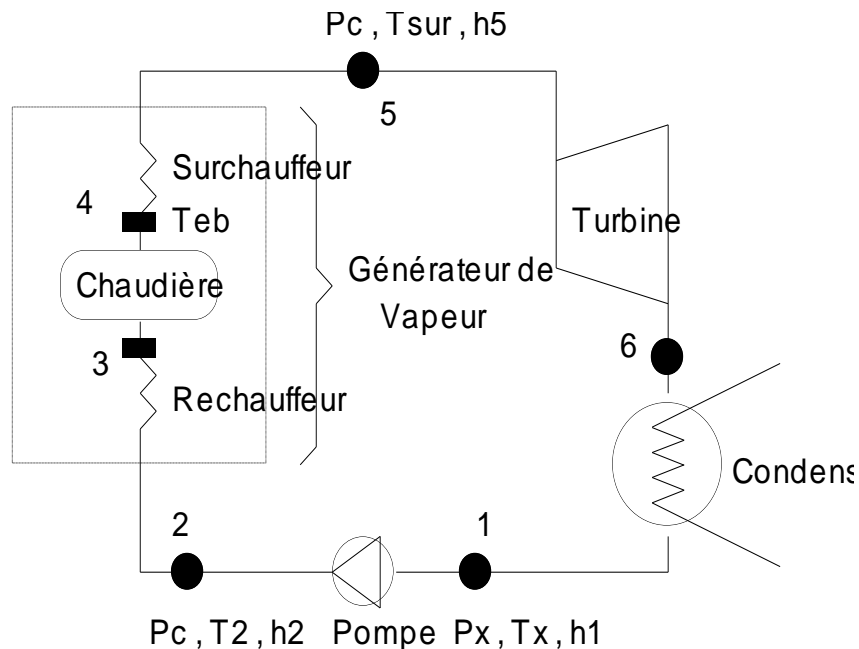 Pc , Tsur , h5
5
Surchauffeur
4
Teb
Turbine
Chaudière
Générateur de
Vapeur
6
3
Rechauffeur
Condens
2
1
Pc , T2 , h2
Pompe
Px , Tx , h1